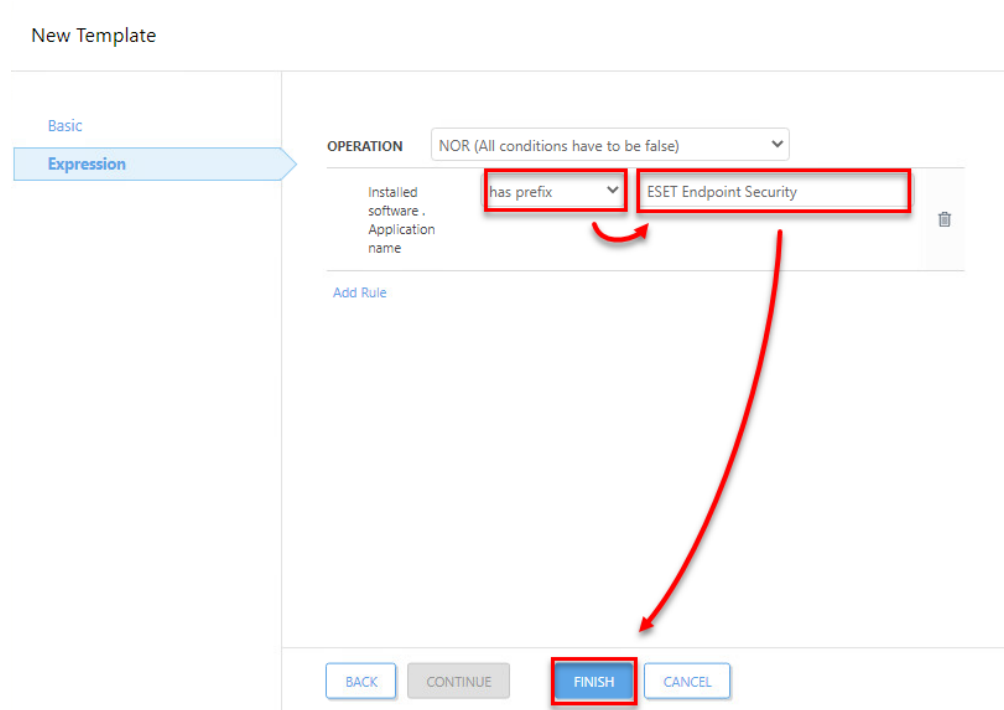 New Template
Basic
Expression
OPERATION
NOR (All conditions have to be false)
Installed
software .
Application
name
has prefix
ESET Endpoint Security
Add Rule
BACK
CONTINUE
FINISH
CANCEL